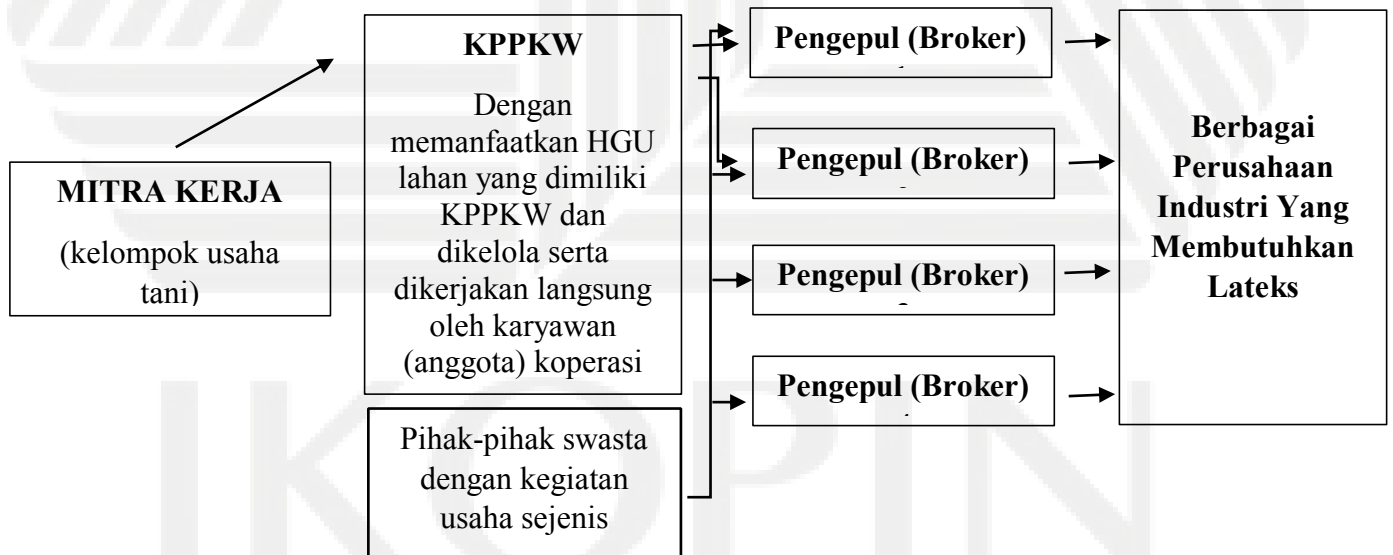 MITRA KERJA
(kelompok usaha
tani)
KPPKW
Dengan
memanfaatkan HGU
lahan yang dimiliki
KPPKW dan
dikelola serta
dikerjakan langsung
oleh karyawan
(anggota) koperasi
Pihak-pihak swasta
dengan kegiatan
usaha sejenis
Pengepul (Broker)
Pengepul (Broker)
Pengepul (Broker)
Pengepul (Broker)
Berbagai
Perusahaan
Industri Yang
Membutuhkan
Lateks
IKOPIN